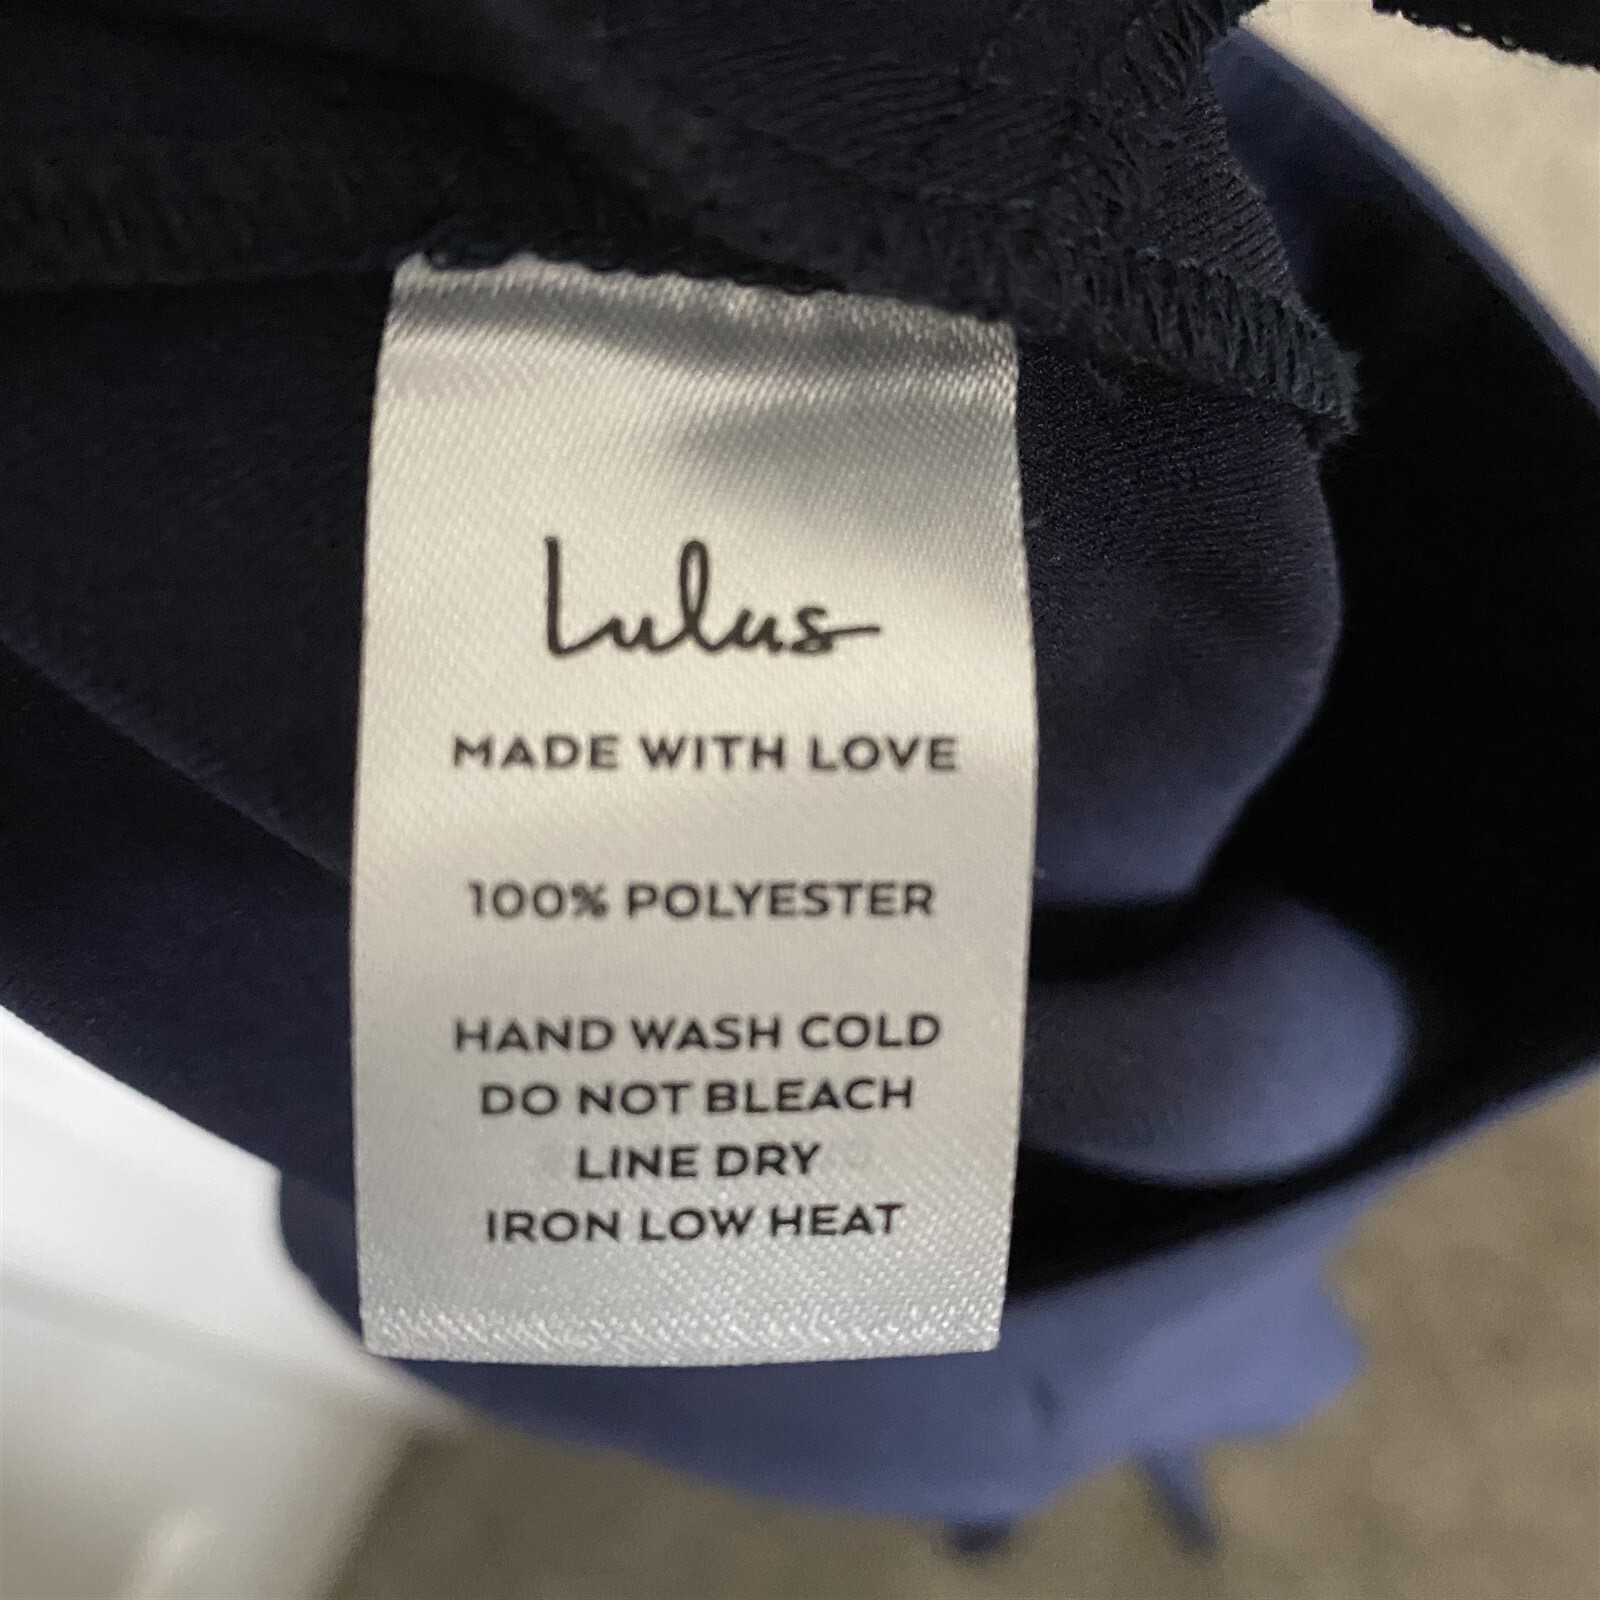 Lulus
MADE WITH LOVE
100% POLYESTER
HAND WASH COLD
DO NOT BLEACH
LINE DRY
IRON LOW HEAT